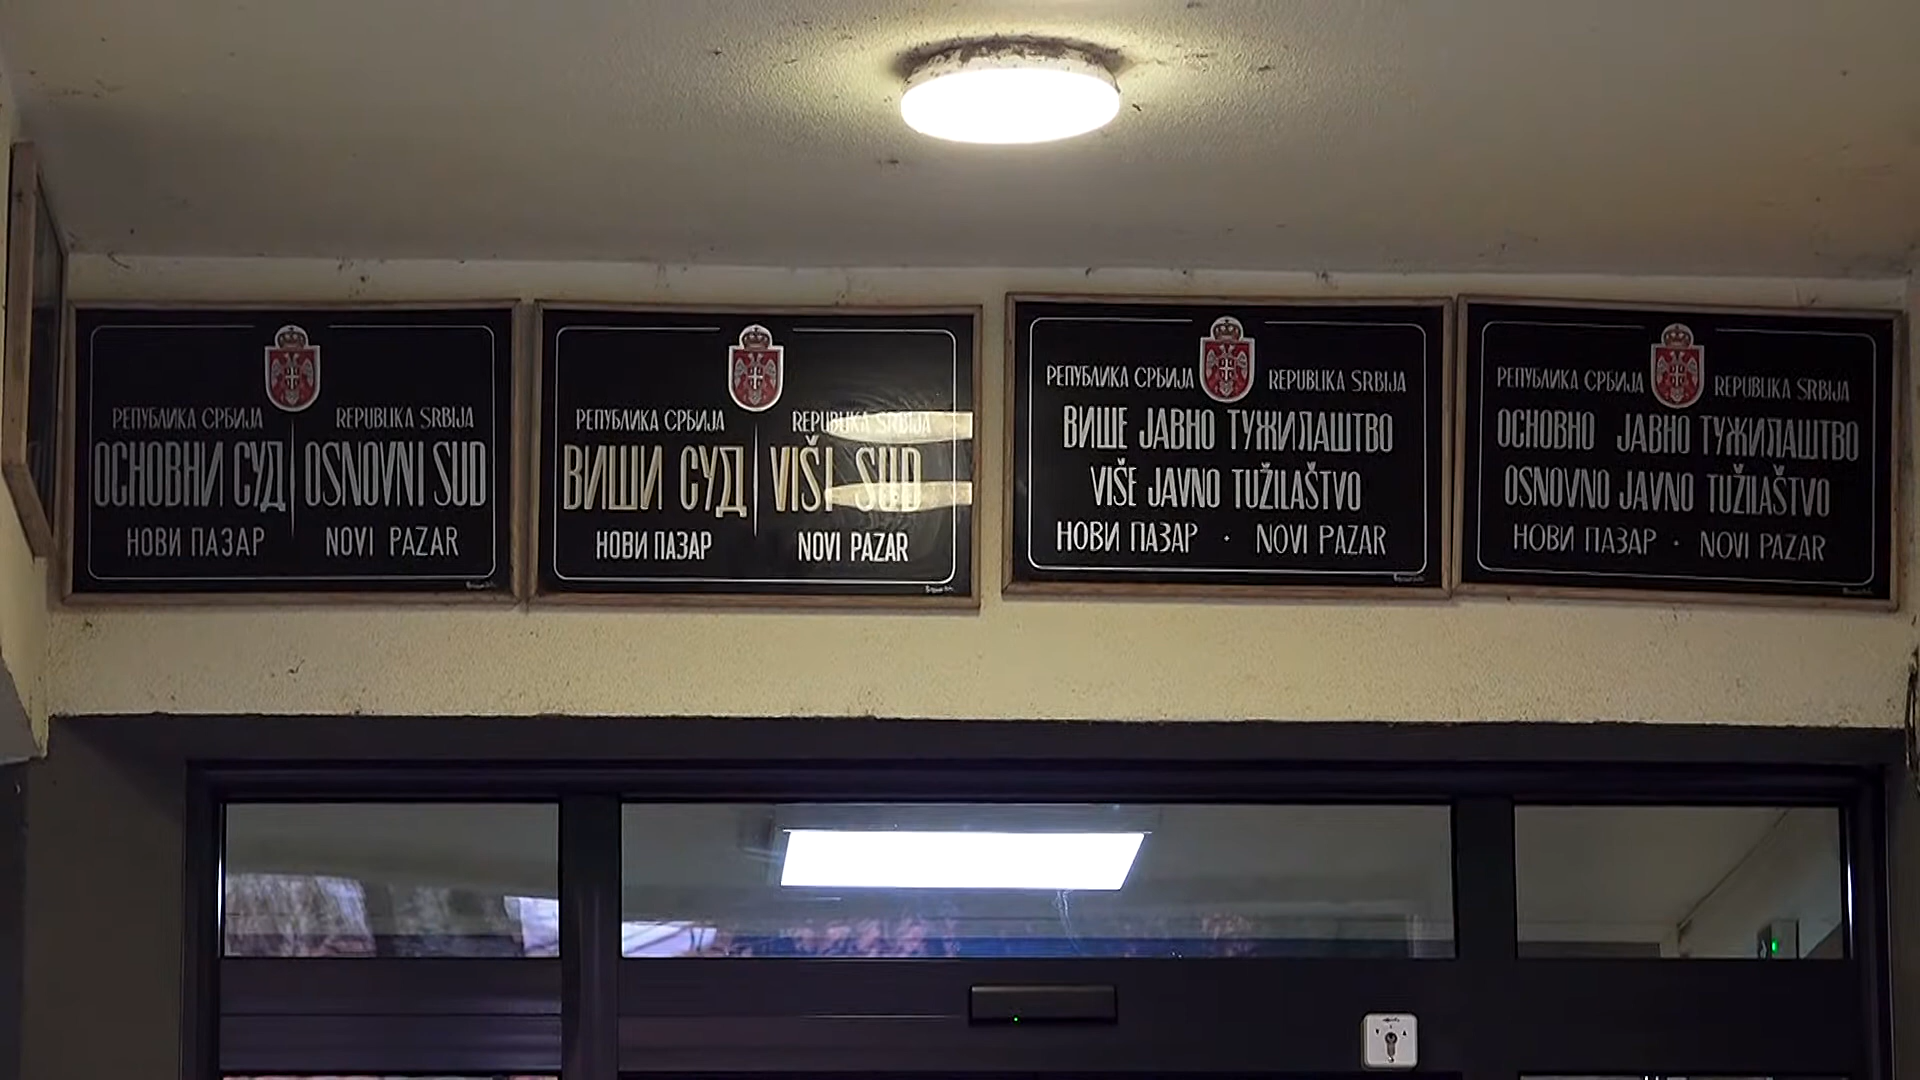 РЕПУБЛИКА СРБИЈА REPUBLIKA SRBIJA
ОСНОВНИ СУД OSNOVNI SUD
НОВИ ПАЗАР NOVI PAZAR
РЕПУБЛИКА СРБИЈА REPUBLIKA SRBIJA
ВИШИ СУД VIŠI SUD
НОВИ ПАЗАР NOVI PAZAR
РЕПУБЛИКА СРБИЈА REPUBLIKA SRBIJA
ВИШЕ ЈАВНО ТУЖИЛАШТВО
VIŠE JAVNO TUŽILAŠTVO
НОВИ ПАЗАР · NOVI PAZAR
РЕПУБЛИКА СРБИЈА REPUBLIKA SRBIJA
ОСНОВНО ЈАВНО ТУЖИЛАШТВО
OSNOVNO JAVNO TUŽILAŠTVO
НОВИ ПАЗАР · NOVI PAZAR